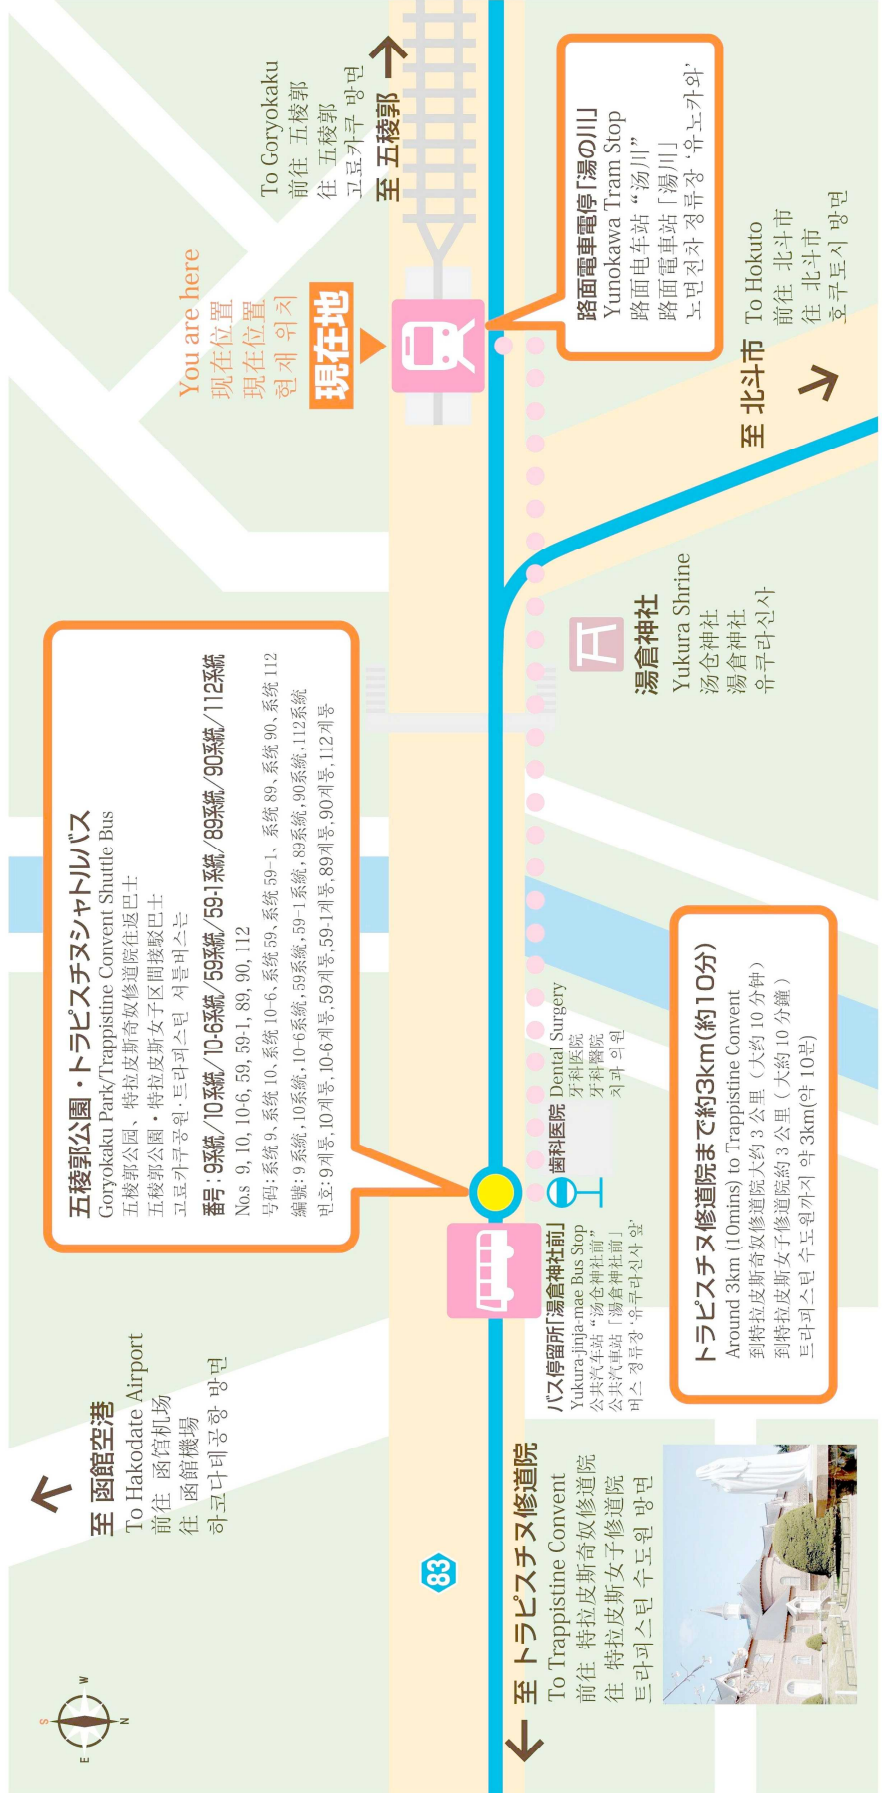 至 函館空港
To Hakodate Airport
前往 函馆机场
往 函館機場
하코다테공항 방면
五稜郭公園・トラピスチヌシャトルバス
Goryokaku Park/Trappistine Convent Shuttle Bus
五棱郭公园、特拉皮斯奇奴修道院往返巴士
五稜郭公園・特拉皮斯女子区間接駁巴士
고료카쿠공원·트라피스틴 셔틀버스는
番号：9系統/10系統/10-6系統/59系統/59-1系統/89系統/90系統/112系統
No.s 9, 10, 10-6, 59, 59-1, 89, 90, 112
号码：系统 9、系统 10、系统 10-6、系统 59、系统 59-1、系统 89、系统 90、系统 112
編號：9系統,10系統,10-6系統,59系統,59-1系統,89系統,90系統,112系統
번호：9계통,10계통,10-6계통,59계통,59-1계통,89계통,90계통,112계통
You are here
现在位置
現在位置
현재 위치
現在地
To Goryokaku
前往 五棱郭
往 五稜郭
고료카쿠 방면
至 五稜郭
S
E
W
N
83
路面電車電停「湯の川」
Yunokawa Tram Stop
路面电车站“汤川”
路面電車站「湯川」
노면전차 정류장 ‘유노카와’
至 北斗市
To Hokuto
前往 北斗市
往 北斗市
호쿠토시 방면
湯倉神社
Yukura Shrine
汤仓神社
湯倉神社
유쿠라신사
歯科医院
Dental Surgery
牙科医院
牙科醫院
치과 의원
バス停留所「湯倉神社前」
Yukura-jinja-mae Bus Stop
公共汽车站“汤仓神社前”
公共汽車站「湯倉神社前」
버스 정류장 ‘유쿠라신사 앞’
トラピスチヌ修道院まで約3km(約10分)
Around 3km (10mins) to Trappistine Convent
到特拉皮斯奇奴修道院大约 3 公里（大约 10 分钟）
到特拉皮斯女子修道院約 3 公里（大約 10 分鐘）
트라피스틴 수도원까지 약 3km(약 10분)
至 トラピスチヌ修道院
To Trappistine Convent
前往 特拉皮斯奇奴修道院
往 特拉皮斯女子修道院
트라피스틴 수도원 방면